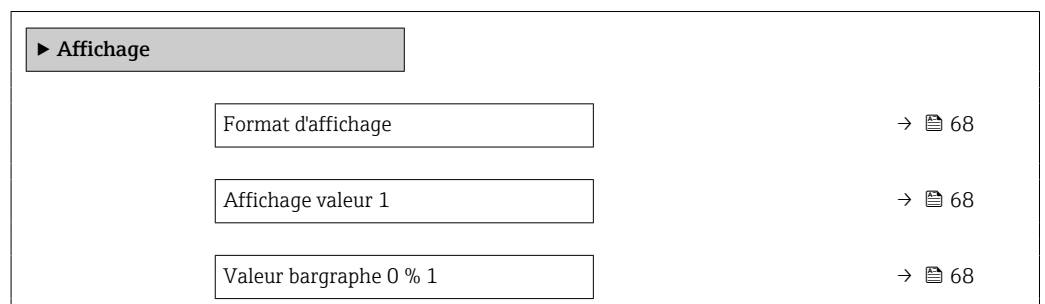 ▶ Affichage
Format d'affichage → 68
Affichage valeur 1 → 68
Valeur bargraphe 0 % 1 → 68